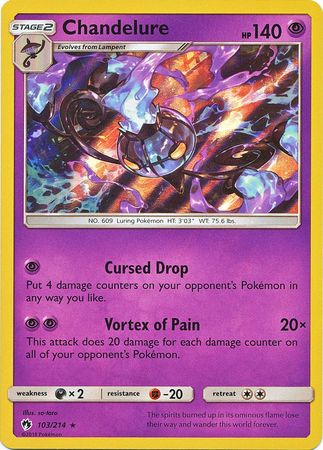 STAGE2 Chandelure HP 140
Evolves from Lampent
NO. 609 Luring Pokémon HT: 3'03" WT: 75.6 lbs.
Cursed Drop
Put 4 damage counters on your opponent's Pokémon in
any way you like.
Vortex of Pain 20×
This attack does 20 damage for each damage counter on
all of your opponent's Pokémon.
weakness × 2 resistance -20 retreat
Illus. so-taro
103/214 ★
©2018 Pokémon
The spirits burned up in its ominous flame lose
their way and wander this world forever.